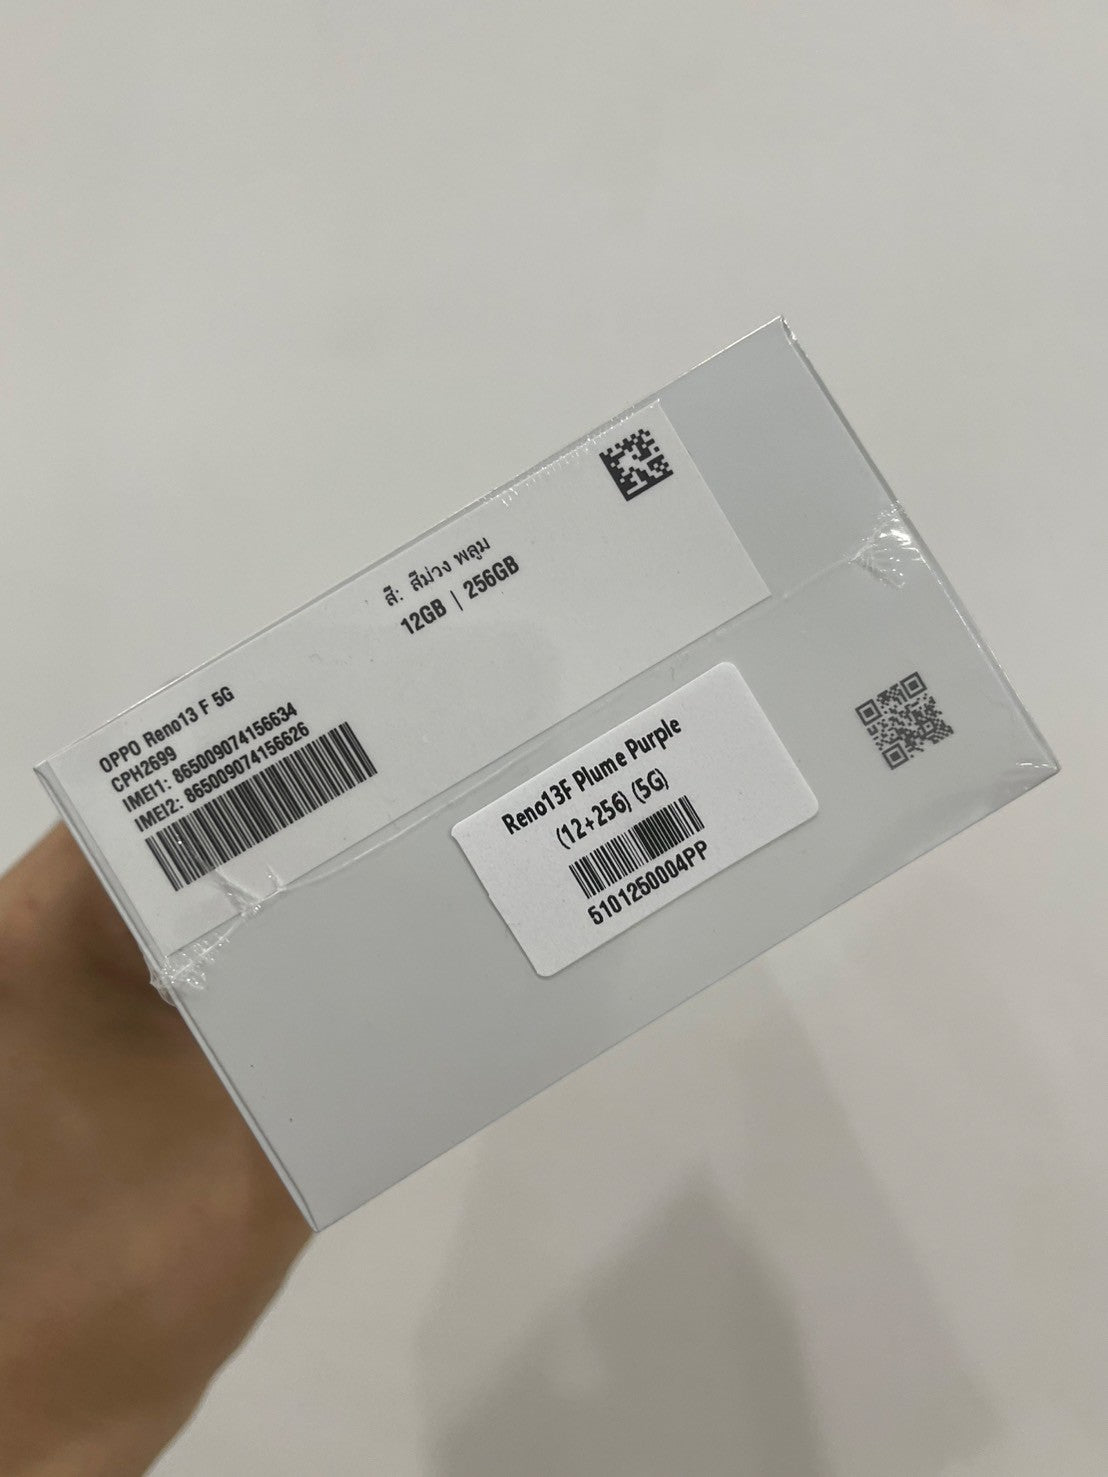 OPPO Reno13 F 5G
CPH2699
IMEI1: 865009074156634
IMEI2: 865009074156626
สี: สีม่วง พลูม
12GB | 256GB
Reno13F Plume Purple
(12+256) (5G)
5101250004PP